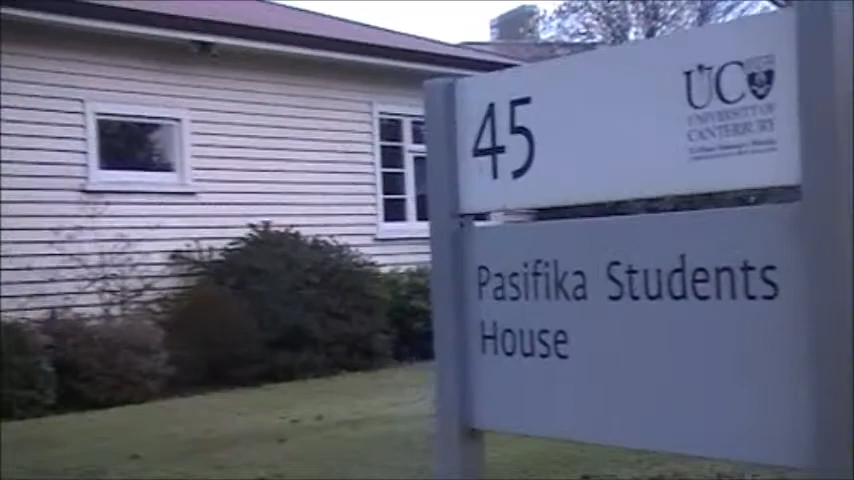 45
UC
UNIVERSITY OF
CANTERBURY
Pasifika Students
House